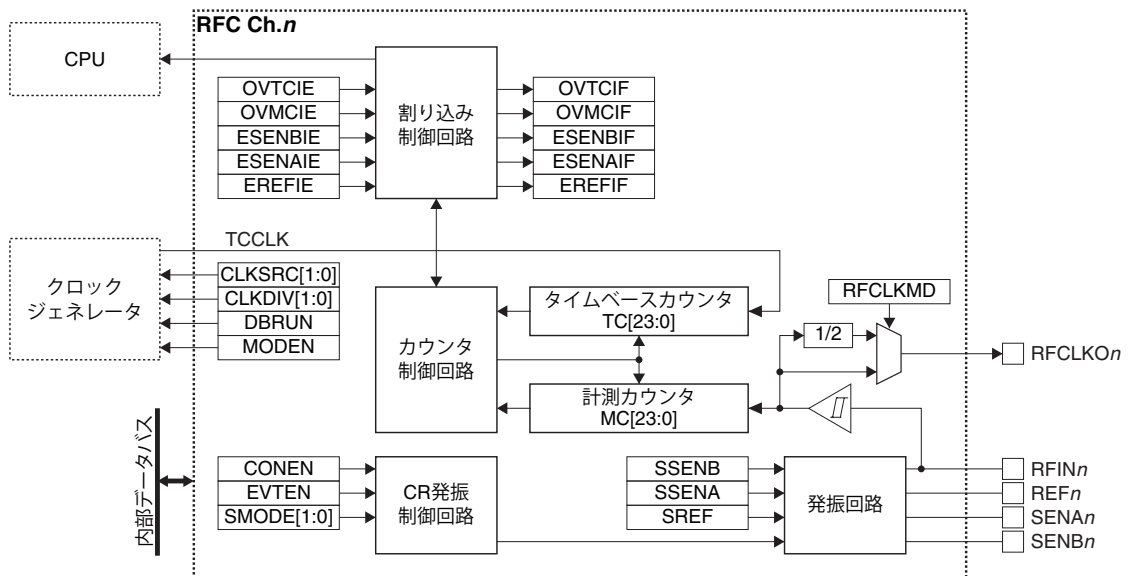 RFC Ch.n
CPU
OVTCIE
OVMCIE
ESENBIE
ESENAIE
EREFIE
割り込み
制御回路
OVTCIF
OVMCIF
ESENBIF
ESENAIF
EREFIF
TCCLK
クロック
ジェネレータ
CLKSRC[1:0]
CLKDIV[1:0]
DBRUN
MODEN
カウンタ
制御回路
タイムベースカウンタ
TC[23:0]
計測カウンタ
MC[23:0]
RFCLKMD
1/2
RFCLKOn
内部データバス
CONEN
EVTEN
SMODE[1:0]
CR発振
制御回路
SSENB
SSENA
SREF
発振回路
RFINn
REFn
SENAn
SENBn